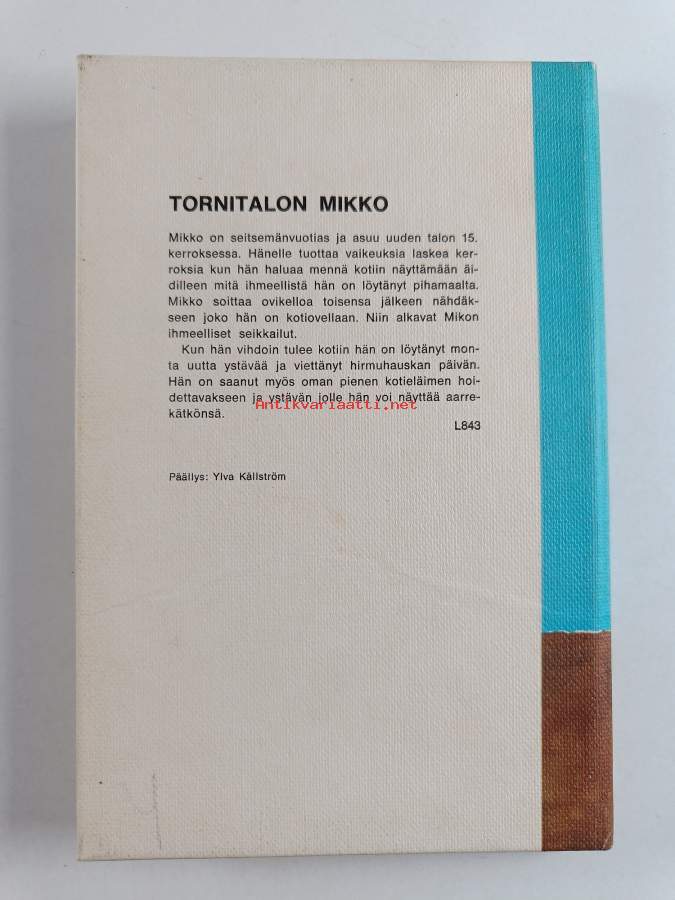 TORNITALON MIKKO
Mikko on seitsemänvuotias ja asuu uuden talon 15.
kerroksessa. Hänelle tuottaa vaikeuksia laskea ker-
roksia kun hän haluaa mennä kotiin näyttämään äi-
dilleen mitä ihmeellistä hän on löytänyt pihamaalta.
Mikko soittaa ovikelloa toisensa jälkeen nähdäk-
seen joko hän on kotiovellaan. Niin alkavat Mikon
ihmeelliset seikkailut.
Kun hän vihdoin tulee kotiin hän on löytänyt mon-
ta uutta ystävää ja viettänyt hirmuhauskan päivän.
Hän on saanut myös oman pienen kotieläimen hoi-
dettavakseen ja ystävän jolle hän voi näyttää aarre-
kätkönsä.
Antikvariaatti.net
L843
Päällys: Ylva Källström